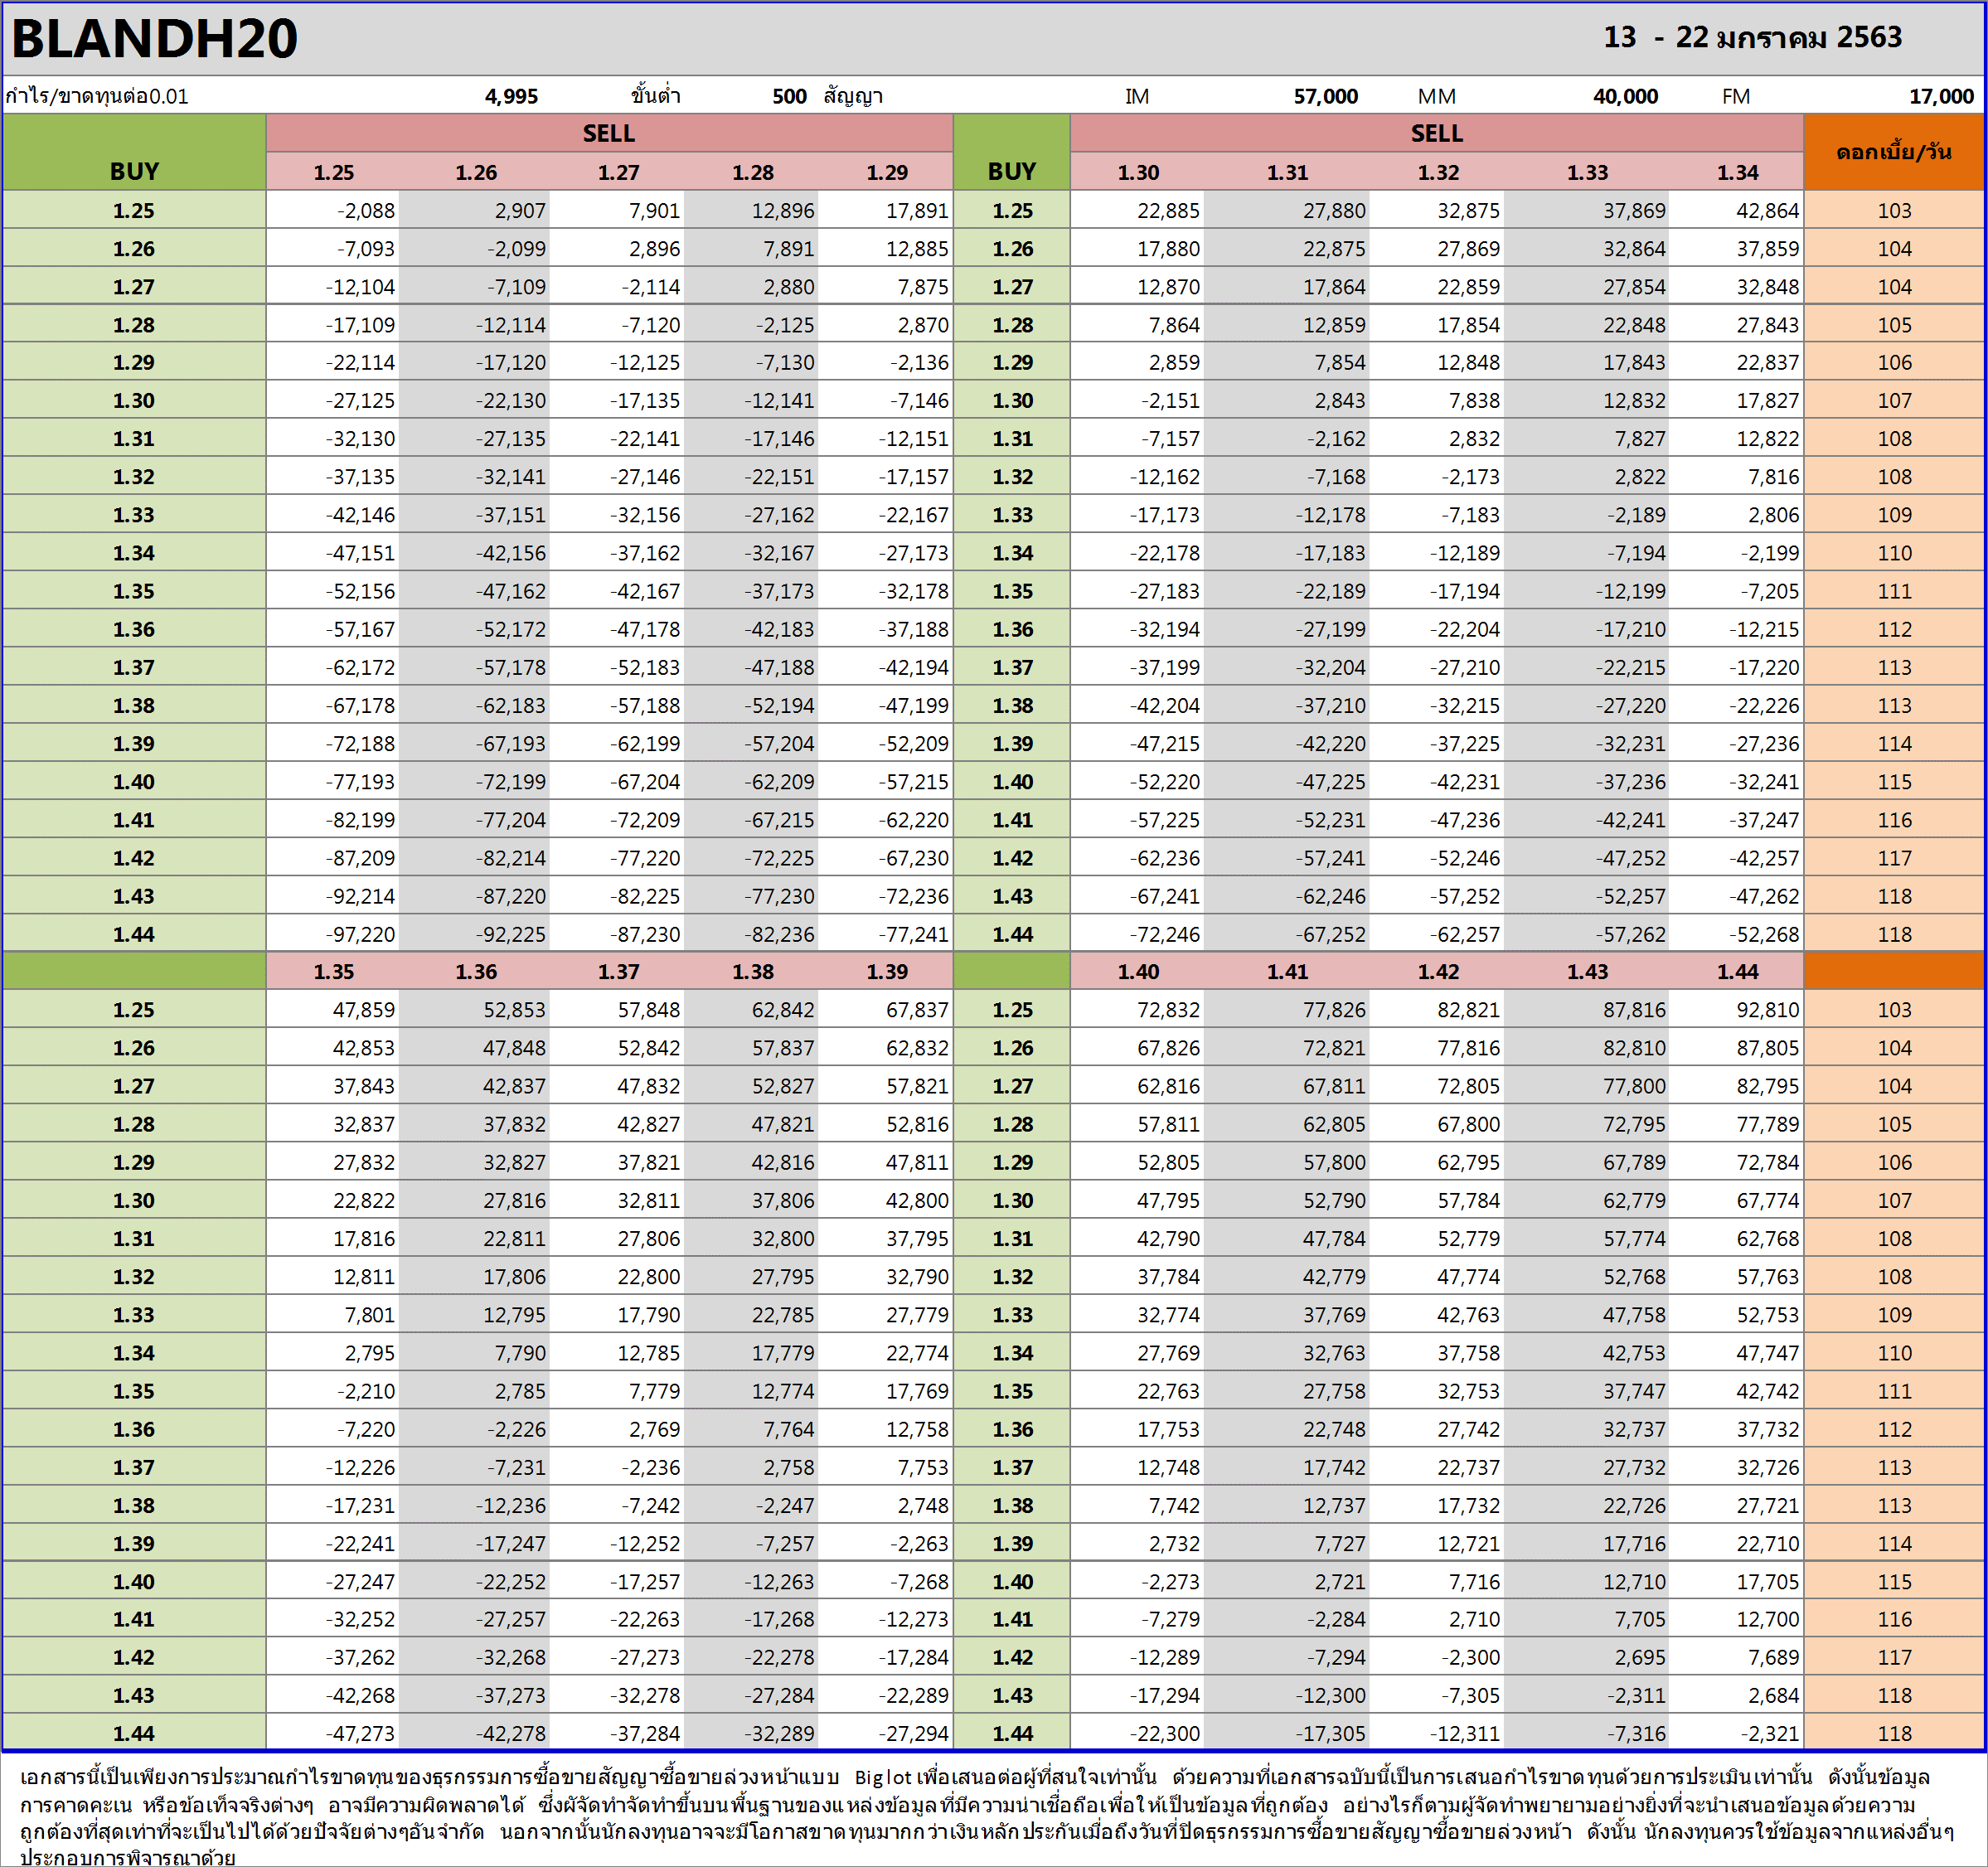 BLANDH20 13 - 22 มกราคม 2563
กำไร/ขาดทุนต่อ0.01 4,995 ขั้นต่ำ 500 สัญญา IM 57,000 MM 40,000 FM 17,000
SELL SELL
BUY BUY ดอกเบี้ย/วัน
1.25 1.26 1.27 1.28 1.29 1.30 1.31 1.32 1.33 1.34
1.25 -2,088 2,907 7,901 12,896 17,891 1.25 22,885 27,880 32,875 37,869 42,864 103
1.26 -7,093 -2,099 2,896 7,891 12,885 1.26 17,880 22,875 27,869 32,864 37,859 104
1.27 -12,104 -7,109 -2,114 2,880 7,875 1.27 12,870 17,864 22,859 27,854 32,848 104
1.28 -17,109 -12,114 -7,120 -2,125 2,870 1.28 7,864 12,859 17,854 22,848 27,843 105
1.29 -22,114 -17,120 -12,125 -7,130 -2,136 1.29 2,859 7,854 12,848 17,843 22,837 106
1.30 -27,125 -22,130 -17,135 -12,141 -7,146 1.30 -2,151 2,843 7,838 12,832 17,827 107
1.31 -32,130 -27,135 -22,141 -17,146 -12,151 1.31 -7,157 -2,162 2,832 7,827 12,822 108
1.32 -37,135 -32,141 -27,146 -22,151 -17,157 1.32 -12,162 -7,168 -2,173 2,822 7,816 108
1.33 -42,146 -37,151 -32,156 -27,162 -22,167 1.33 -17,173 -12,178 -7,183 -2,189 2,806 109
1.34 -47,151 -42,156 -37,162 -32,167 -27,173 1.34 -22,178 -17,183 -12,189 -7,194 -2,199 110
1.35 -52,156 -47,162 -42,167 -37,173 -32,178 1.35 -27,183 -22,189 -17,194 -12,199 -7,205 111
1.36 -57,167 -52,172 -47,178 -42,183 -37,188 1.36 -32,194 -27,199 -22,204 -17,210 -12,215 112
1.37 -62,172 -57,178 -52,183 -47,188 -42,194 1.37 -37,199 -32,204 -27,210 -22,215 -17,220 113
1.38 -67,178 -62,183 -57,188 -52,194 -47,199 1.38 -42,204 -37,210 -32,215 -27,220 -22,226 113
1.39 -72,188 -67,193 -62,199 -57,204 -52,209 1.39 -47,215 -42,220 -37,225 -32,231 -27,236 114
1.40 -77,193 -72,199 -67,204 -62,209 -57,215 1.40 -52,220 -47,225 -42,231 -37,236 -32,241 115
1.41 -82,199 -77,204 -72,209 -67,215 -62,220 1.41 -57,225 -52,231 -47,236 -42,241 -37,247 116
1.42 -87,209 -82,214 -77,220 -72,225 -67,230 1.42 -62,236 -57,241 -52,246 -47,252 -42,257 117
1.43 -92,214 -87,220 -82,225 -77,230 -72,236 1.43 -67,241 -62,246 -57,252 -52,257 -47,262 118
1.44 -97,220 -92,225 -87,230 -82,236 -77,241 1.44 -72,246 -67,252 -62,257 -57,262 -52,268 118
1.35 1.36 1.37 1.38 1.39 1.40 1.41 1.42 1.43 1.44
1.25 47,859 52,853 57,848 62,842 67,837 1.25 72,832 77,826 82,821 87,816 92,810 103
1.26 42,853 47,848 52,842 57,837 62,832 1.26 67,826 72,821 77,816 82,810 87,805 104
1.27 37,843 42,837 47,832 52,827 57,821 1.27 62,816 67,811 72,805 77,800 82,795 104
1.28 32,837 37,832 42,827 47,821 52,816 1.28 57,811 62,805 67,800 72,795 77,789 105
1.29 27,832 32,827 37,821 42,816 47,811 1.29 52,805 57,800 62,795 67,789 72,784 106
1.30 22,822 27,816 32,811 37,806 42,800 1.30 47,795 52,790 57,784 62,779 67,774 107
1.31 17,816 22,811 27,806 32,800 37,795 1.31 42,790 47,784 52,779 57,774 62,768 108
1.32 12,811 17,806 22,800 27,795 32,790 1.32 37,784 42,779 47,774 52,768 57,763 108
1.33 7,801 12,795 17,790 22,785 27,779 1.33 32,774 37,769 42,763 47,758 52,753 109
1.34 2,795 7,790 12,785 17,779 22,774 1.34 27,769 32,763 37,758 42,753 47,747 110
1.35 -2,210 2,785 7,779 12,774 17,769 1.35 22,763 27,758 32,753 37,747 42,742 111
1.36 -7,220 -2,226 2,769 7,764 12,758 1.36 17,753 22,748 27,742 32,737 37,732 112
1.37 -12,226 -7,231 -2,236 2,758 7,753 1.37 12,748 17,742 22,737 27,732 32,726 113
1.38 -17,231 -12,236 -7,242 -2,247 2,748 1.38 7,742 12,737 17,732 22,726 27,721 113
1.39 -22,241 -17,247 -12,252 -7,257 -2,263 1.39 2,732 7,727 12,721 17,716 22,710 114
1.40 -27,247 -22,252 -17,257 -12,263 -7,268 1.40 -2,273 2,721 7,716 12,710 17,705 115
1.41 -32,252 -27,257 -22,263 -17,268 -12,273 1.41 -7,279 -2,284 2,710 7,705 12,700 116
1.42 -37,262 -32,268 -27,273 -22,278 -17,284 1.42 -12,289 -7,294 -2,300 2,695 7,689 117
1.43 -42,268 -37,273 -32,278 -27,284 -22,289 1.43 -17,294 -12,300 -7,305 -2,311 2,684 118
1.44 -47,273 -42,278 -37,284 -32,289 -27,294 1.44 -22,300 -17,305 -12,311 -7,316 -2,321 118
เอกสารนี้เป็นเพียงการประมาณกำไรขาดทุนของธุรกรรมการซื้อขายสัญญาซื้อขายล่วงหน้าแบบ Big lot เพื่อเสนอต่อผู้ที่สนใจเท่านั้น ด้วยความที่เอกสารฉบับนี้เป็นการเสนอกำไรขาดทุนด้วยการประเมินเท่านั้น ดังนั้นข้อมูล
การคาดคะเน หรือข้อเท็จจริงต่างๆ อาจมีความผิดพลาดได้ ซึ่งผัจัดทำจัดทำขึ้นบนพื้นฐานของแหล่งข้อมูลที่มีความน่าเชื่อถือเพื่อให้เป็นข้อมูลที่ถูกต้อง อย่างไรก็ตามผู้จัดทำพยายามอย่างยิ่งที่จะนำเสนอข้อมูลด้วยความ
ถูกต้องที่สุดเท่าที่จะเป็นไปได้ด้วยปัจจัยต่างๆอันจำกัด นอกจากนั้นนักลงทุนอาจจะมีโอกาสขาดทุนมากกว่าเงินหลักประกันเมื่อถึงวันที่ปิดธุรกรรมการซื้อขายสัญญาซื้อขายล่วงหน้า ดังนั้น นักลงทุนควรใช้ข้อมูลจากแหล่งอื่นๆ
ประกอบการพิจารณาด้วย